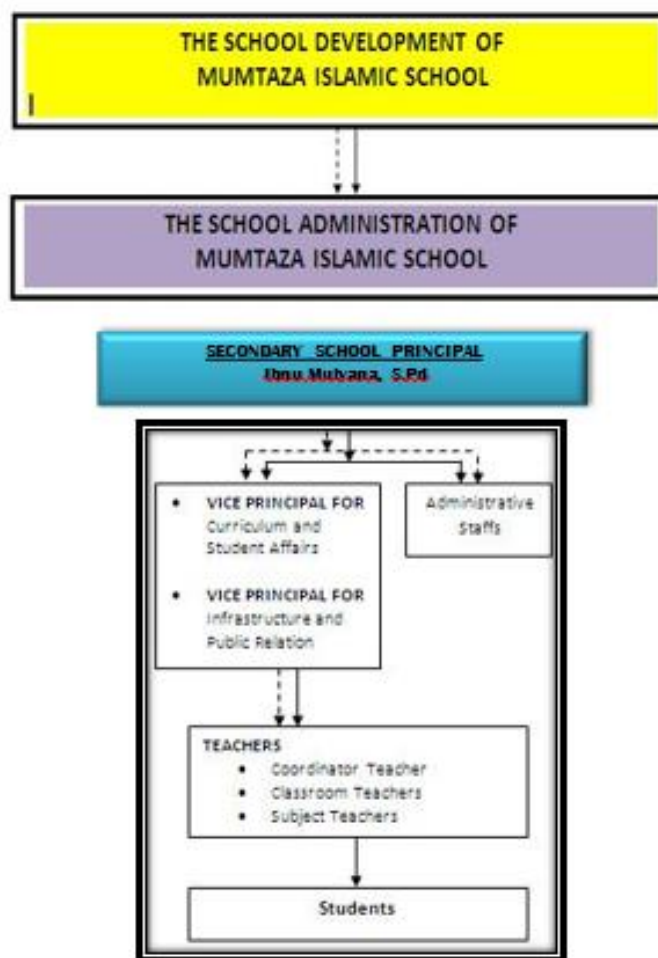 THE SCHOOL DEVELOPMENT OF
MUMTAZA ISLAMIC SCHOOL
THE SCHOOL ADMINISTRATION OF
MUMTAZA ISLAMIC SCHOOL
SECONDARY SCHOOL PRINCIPAL
Ibnu Mulyana, S.Pd
• VICE PRINCIPAL FOR
Curriculum and
Student Affairs
• VICE PRINCIPAL FOR
Infrastructure and
Public Relation
Administrative
Staffs
TEACHERS
• Coordinator Teacher
• Classroom Teachers
• Subject Teachers
Students